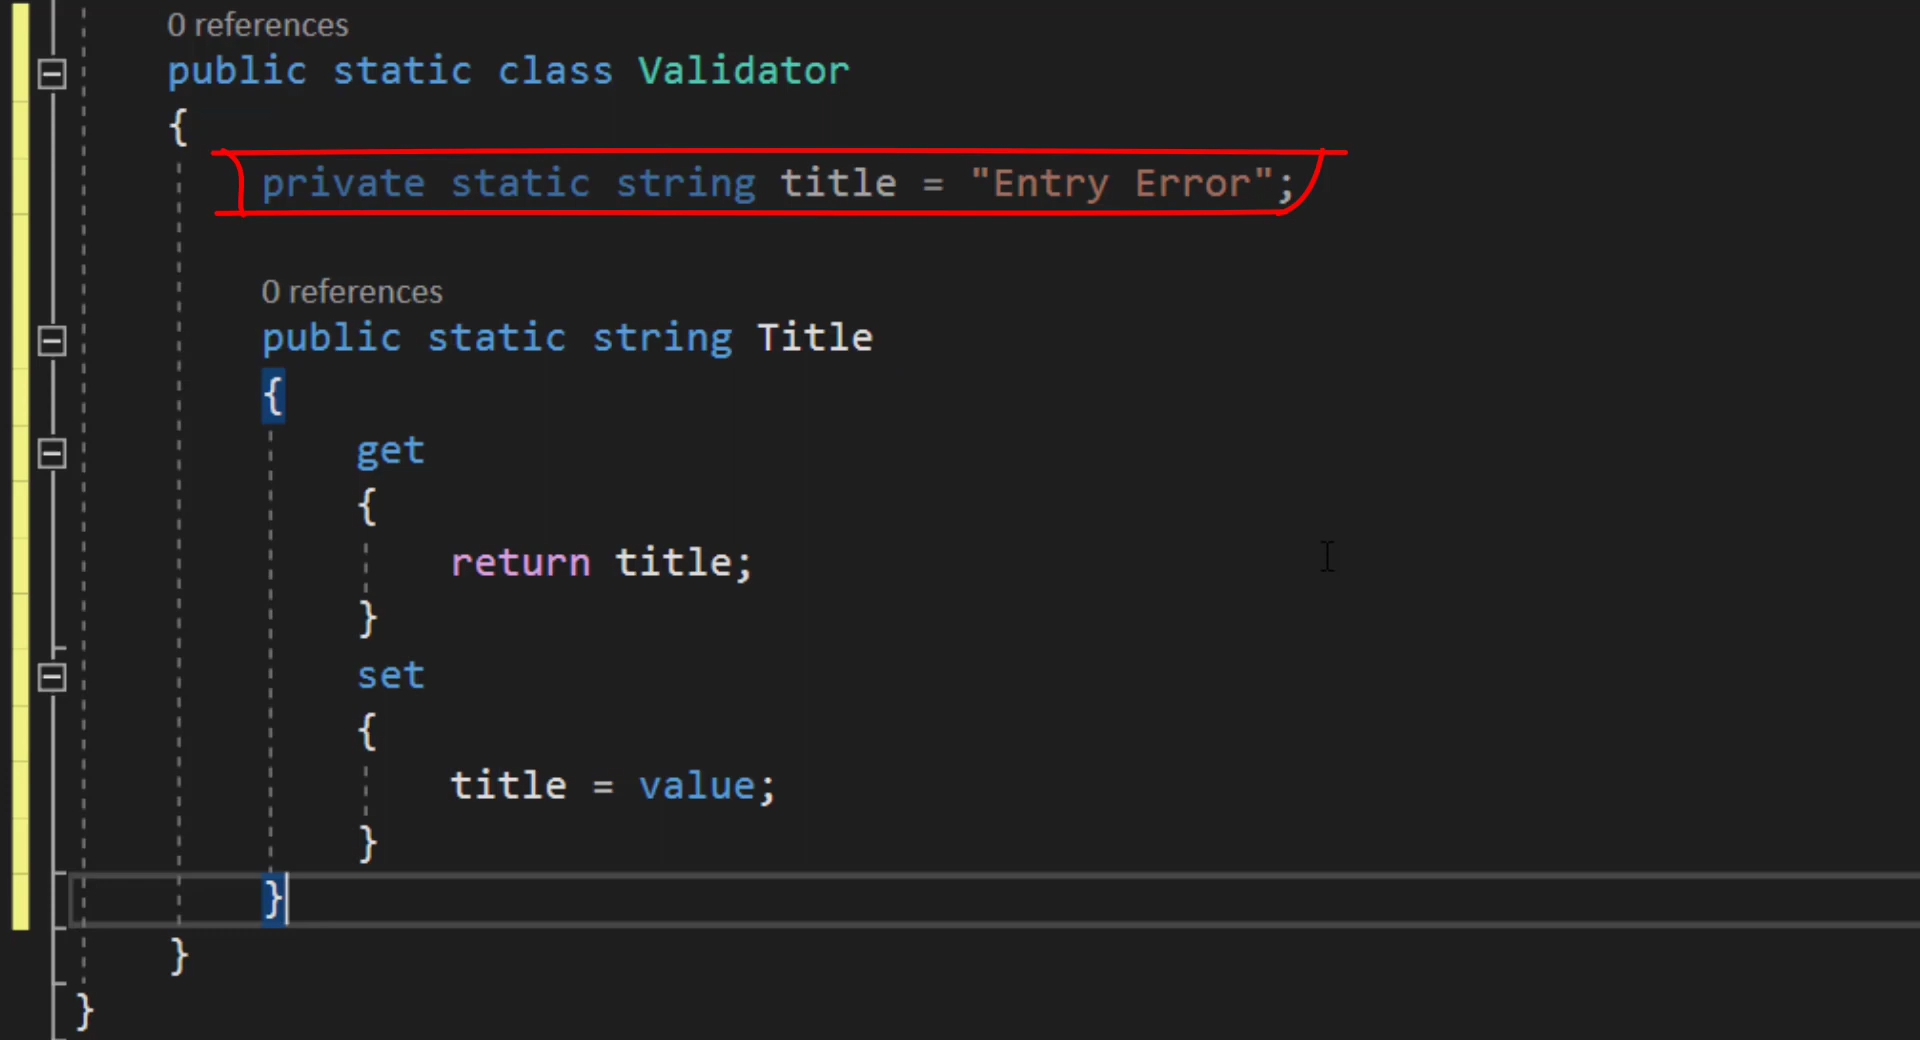 0 references
public static class Validator
{
private static string title = "Entry Error";
0 references
public static string Title
{
get
{
return title;
}
set
{
title = value;
}
}
}
}